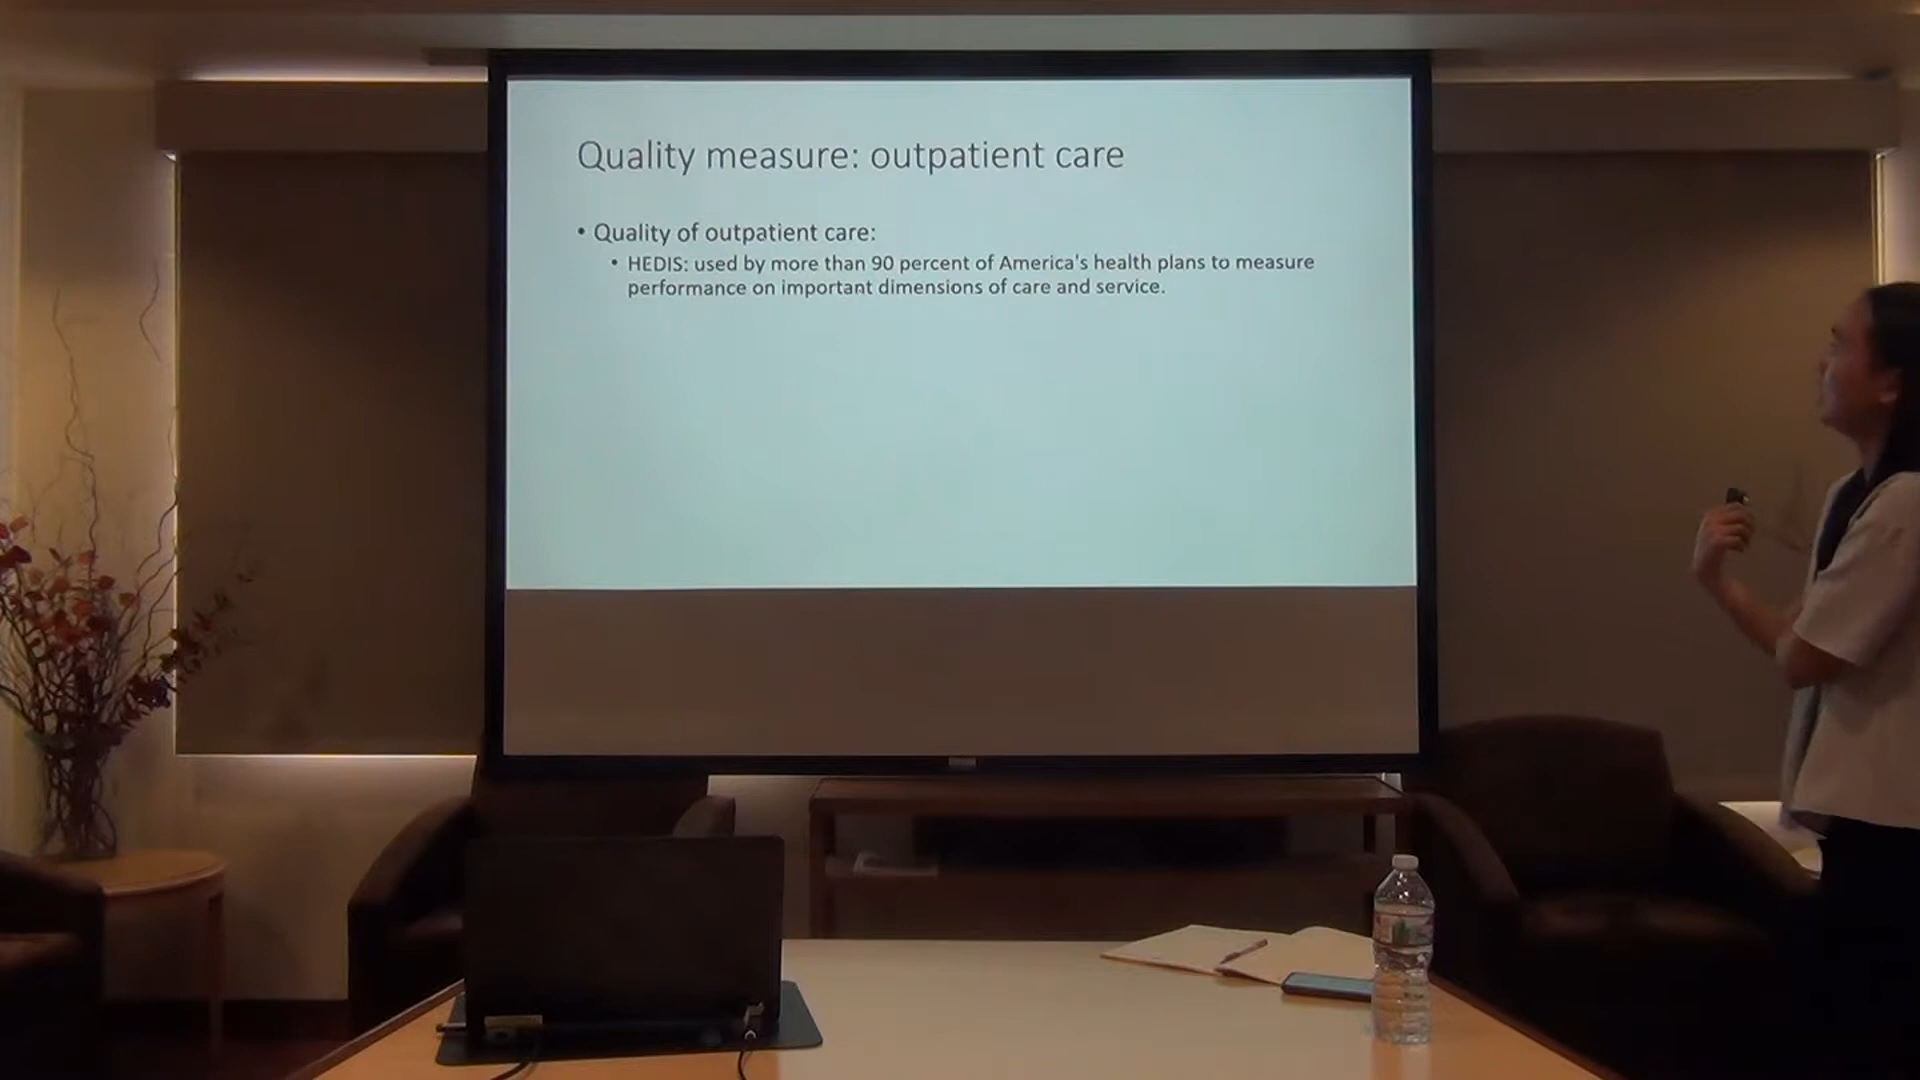 Quality measure: outpatient care
• Quality of outpatient care:
• HEDIS: used by more than 90 percent of America's health plans to measure
performance on important dimensions of care and service.